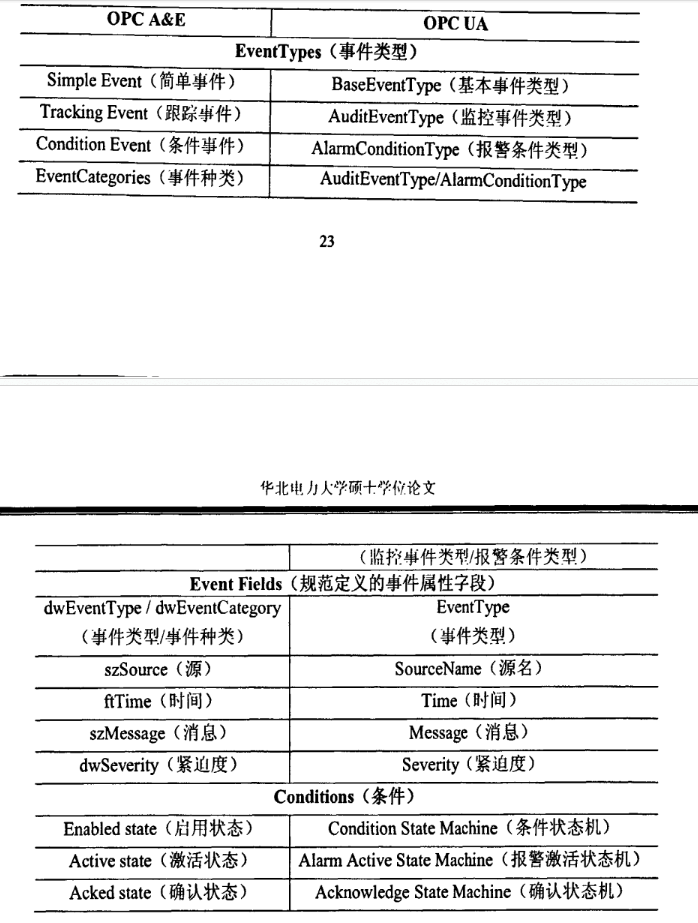 OPC A&E OPC UA
EventTypes（事件类型）
Simple Event（简单事件） BaseEventType（基本事件类型）
Tracking Event（跟踪事件） AuditEventType（监控事件类型）
Condition Event（条件事件） AlarmConditionType（报警条件类型）
EventCategories（事件种类） AuditEventType/AlarmConditionType
23
华北电力大学硕士学位论文
（监控事件类型/报警条件类型）
Event Fields（规范定义的事件属性字段）
dwEventType / dwEventCategory EventType
（事件类型/事件种类） （事件类型）
szSource（源） SourceName（源名）
ftTime（时间） Time（时间）
szMessage（消息） Message（消息）
dwSeverity（紧迫度） Severity（紧迫度）
Conditions（条件）
Enabled state（启用状态） Condition State Machine（条件状态机）
Active state（激活状态） Alarm Active State Machine（报警激活状态机）
Acked state（确认状态） Acknowledge State Machine（确认状态机）